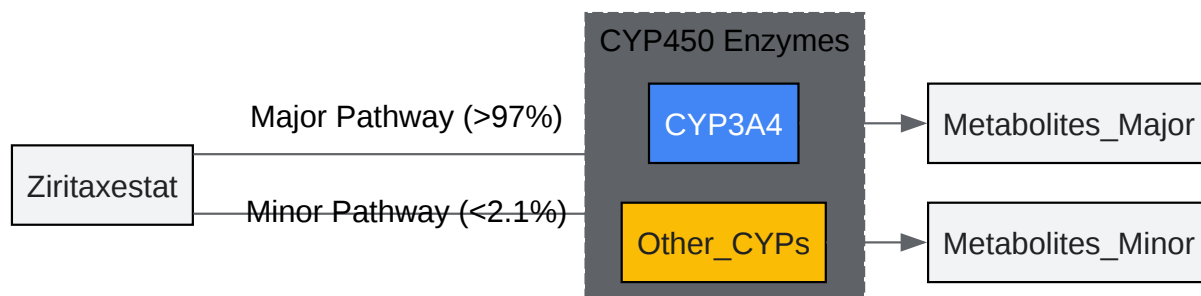 CYP450 Enzymes
Major Pathway (>97%)
CYP3A4
Metabolites_Major
Ziritaxestat
Minor Pathway (<2.1%)
Other_CYPs
Metabolites_Minor